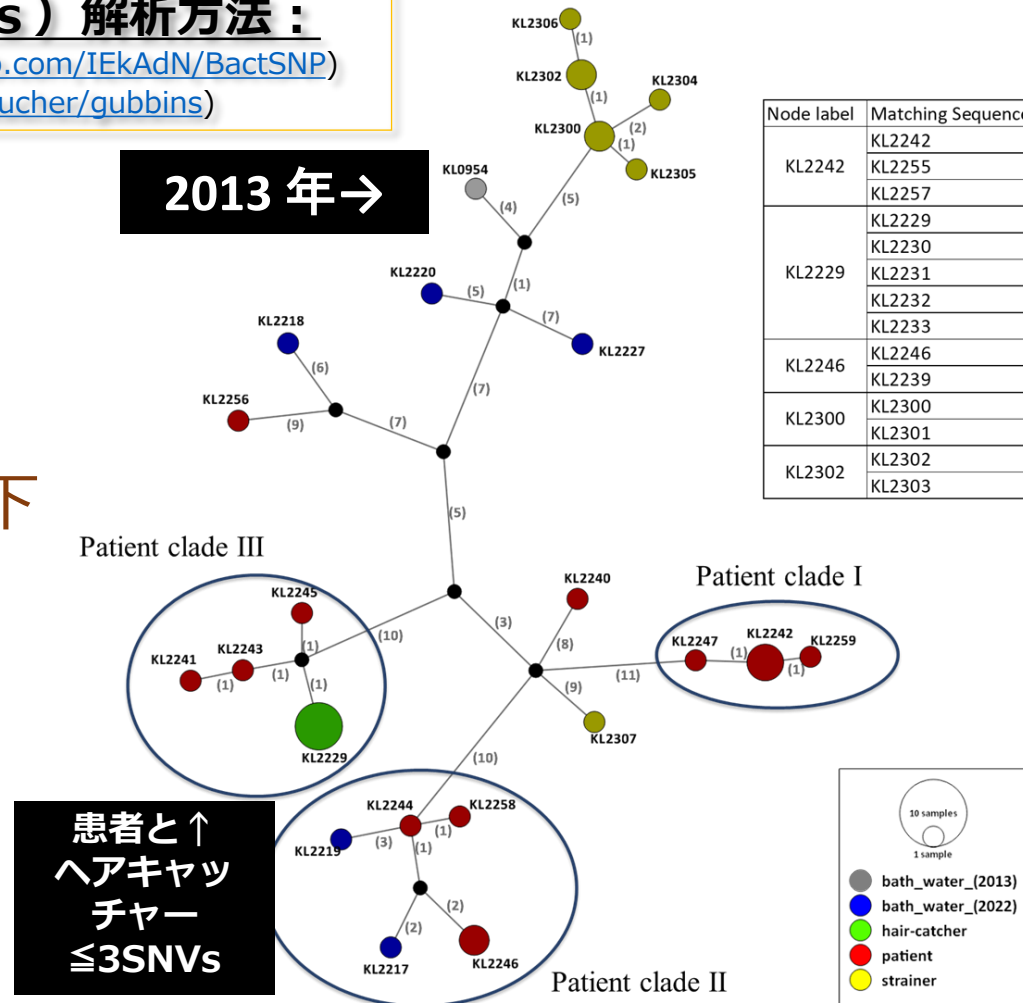 s ）解析方法：
o.com/IEkAdN/BactSNP)
ucher/gubbins)
2013 年→
下
KL2306
(1)
KL2302
(1)
KL2304
KL2300
(2)
(1)
KL2305
KL0954
(4)
(5)
KL2220
(5)
(1)
(7)
KL2227
KL2218
(6)
KL2256
(9)
(7)
(7)
(5)
Patient clade III
KL2245
KL2241
KL2243
(1)
(1)
(1)
(1)
(10)
KL2229
Patient clade I
KL2240
(3)
(8)
KL2247
KL2242
KL2259
(1)
(1)
(11)
(9)
KL2307
(10)
KL2244
KL2258
KL2219
(3)
(1)
(1)
(2)
(2)
KL2217
KL2246
Patient clade II
患者と↑
ヘアキャッ
チャー
≦3SNVs
Node label Matching Sequence
KL2242
KL2242
KL2255
KL2257
KL2229
KL2229
KL2230
KL2231
KL2232
KL2233
KL2246
KL2246
KL2239
KL2300
KL2300
KL2301
KL2302
KL2302
KL2303
10 samples
1 sample
bath_water_(2013)
bath_water_(2022)
hair-catcher
patient
strainer